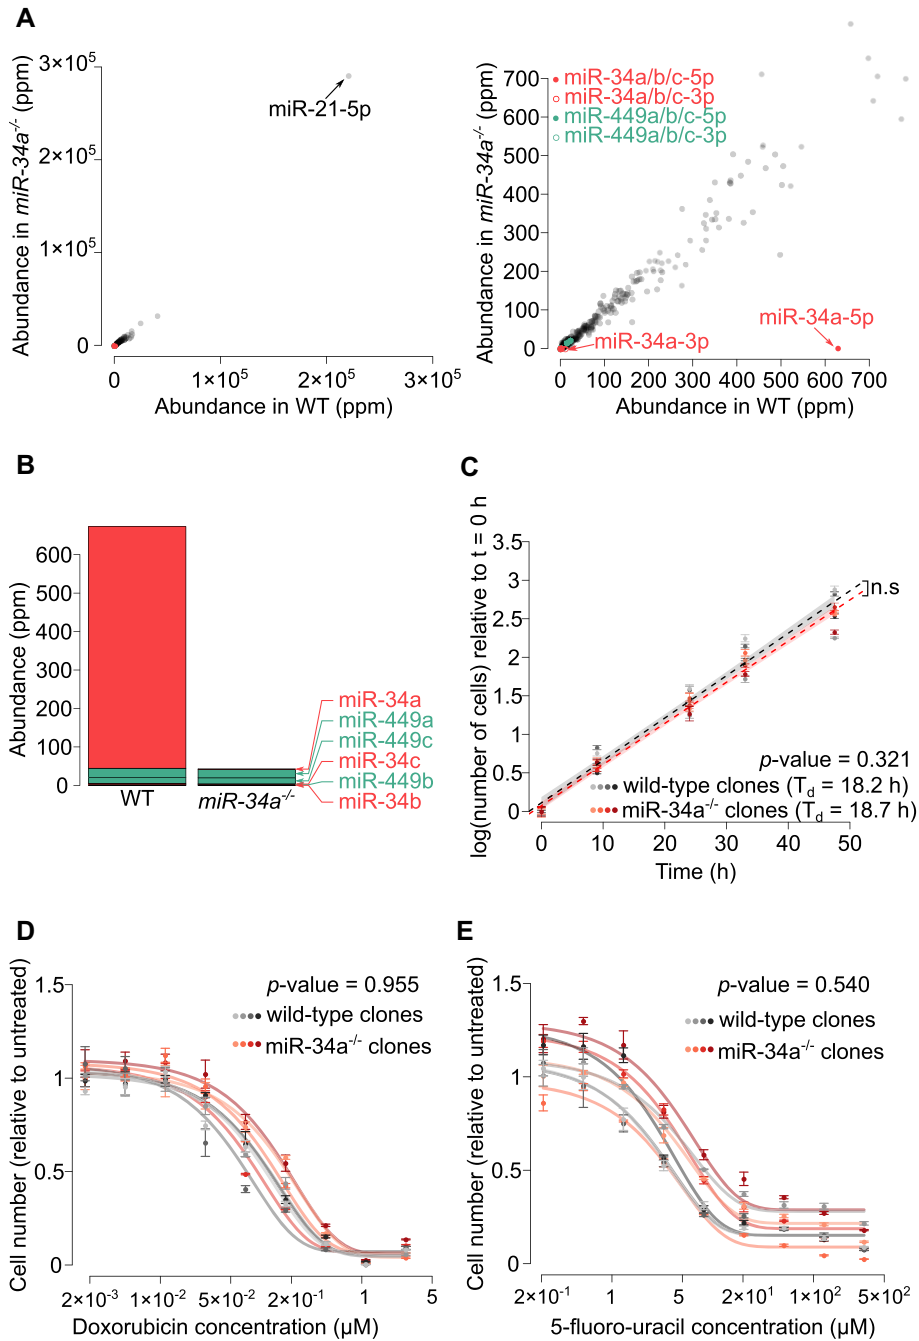 A
Abundance in miR-34a-/- (ppm)
3×10⁵
2×10⁵
1×10⁵
0
miR-21-5p
0
1×10⁵
2×10⁵
3×10⁵
Abundance in WT (ppm)
Abundance in miR-34a-/- (ppm)
700
600
500
400
300
200
100
0
miR-34a/b/c-5p
miR-34a/b/c-3p
miR-449a/b/c-5p
miR-449a/b/c-3p
miR-34a-5p
miR-34a-3p
0
100
200
300
400
500
600
700
Abundance in WT (ppm)
B
Abundance (ppm)
600
500
400
300
200
100
0
WT
miR-34a-/-
miR-34a
miR-449a
miR-449c
miR-34c
miR-449b
miR-34b
C
log(number of cells) relative to t = 0 h
3.5
3
2.5
2
1.5
1
0.5
0
n.s
p-value = 0.321
wild-type clones (Td = 18.2 h)
miR-34a-/- clones (Td = 18.7 h)
0
10
20
30
40
50
Time (h)
D
Cell number (relative to untreated)
1.5
1
0.5
0
p-value = 0.955
wild-type clones
miR-34a-/- clones
2×10⁻³
1×10⁻²
5×10⁻²
2×10⁻¹
1
5
Doxorubicin concentration (µM)
E
Cell number (relative to untreated)
1.5
1
0.5
0
p-value = 0.540
wild-type clones
miR-34a-/- clones
2×10⁻¹
1
5
2×10¹
1×10²
5×10²
5-fluoro-uracil concentration (µM)